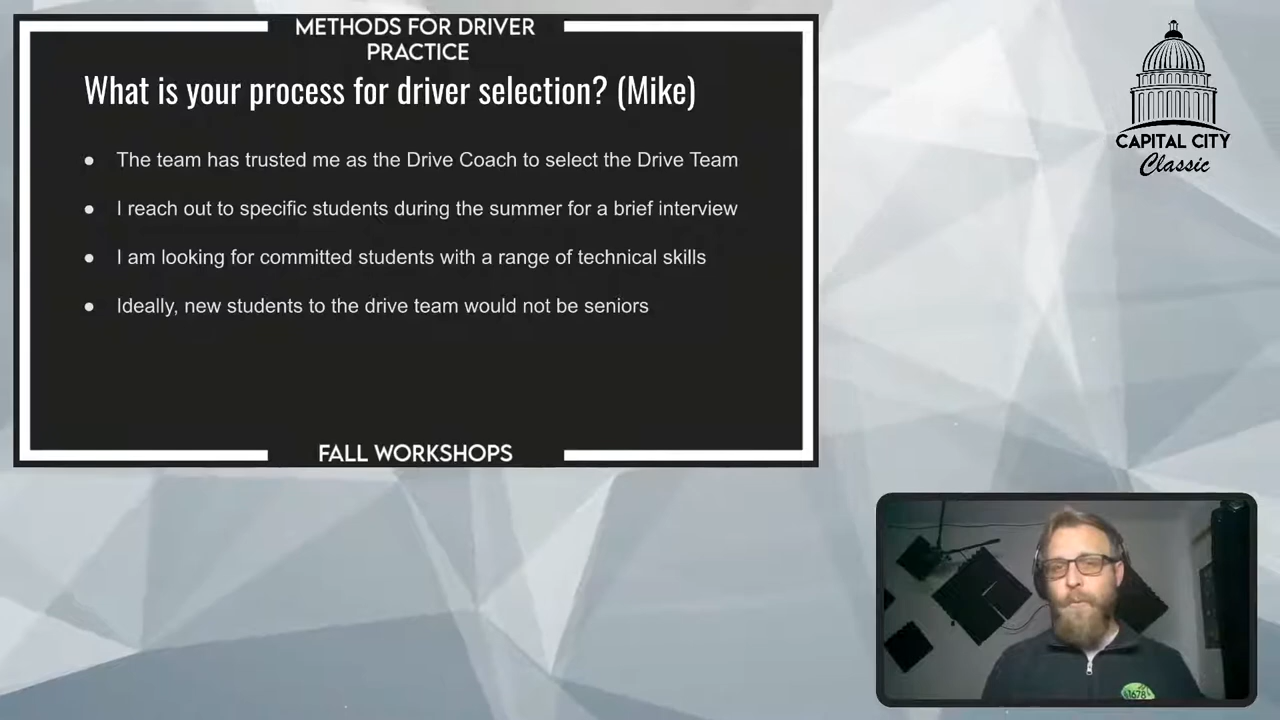 METHODS FOR DRIVER
PRACTICE
What is your process for driver selection? (Mike)
● The team has trusted me as the Drive Coach to select the Drive Team
● I reach out to specific students during the summer for a brief interview
● I am looking for committed students with a range of technical skills
● Ideally, new students to the drive team would not be seniors
FALL WORKSHOPS
CAPITAL CITY
Classic
1678